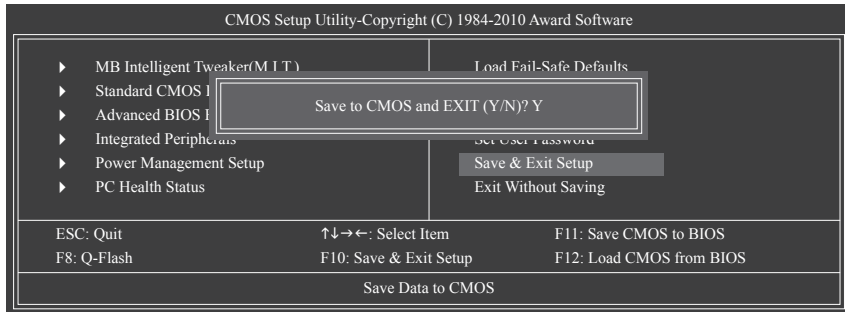 CMOS Setup Utility-Copyright (C) 1984-2010 Award Software
MB Intelligent Tweaker(M.I.T.)
Standard CMOS
Advanced BIOS
Integrated Peripherals
Power Management Setup
PC Health Status
Load Fail-Safe Defaults
Set User Password
Save & Exit Setup
Exit Without Saving
Save to CMOS and EXIT (Y/N)? Y
ESC: Quit
↑↓→←: Select Item
F11: Save CMOS to BIOS
F8: Q-Flash
F10: Save & Exit Setup
F12: Load CMOS from BIOS
Save Data to CMOS